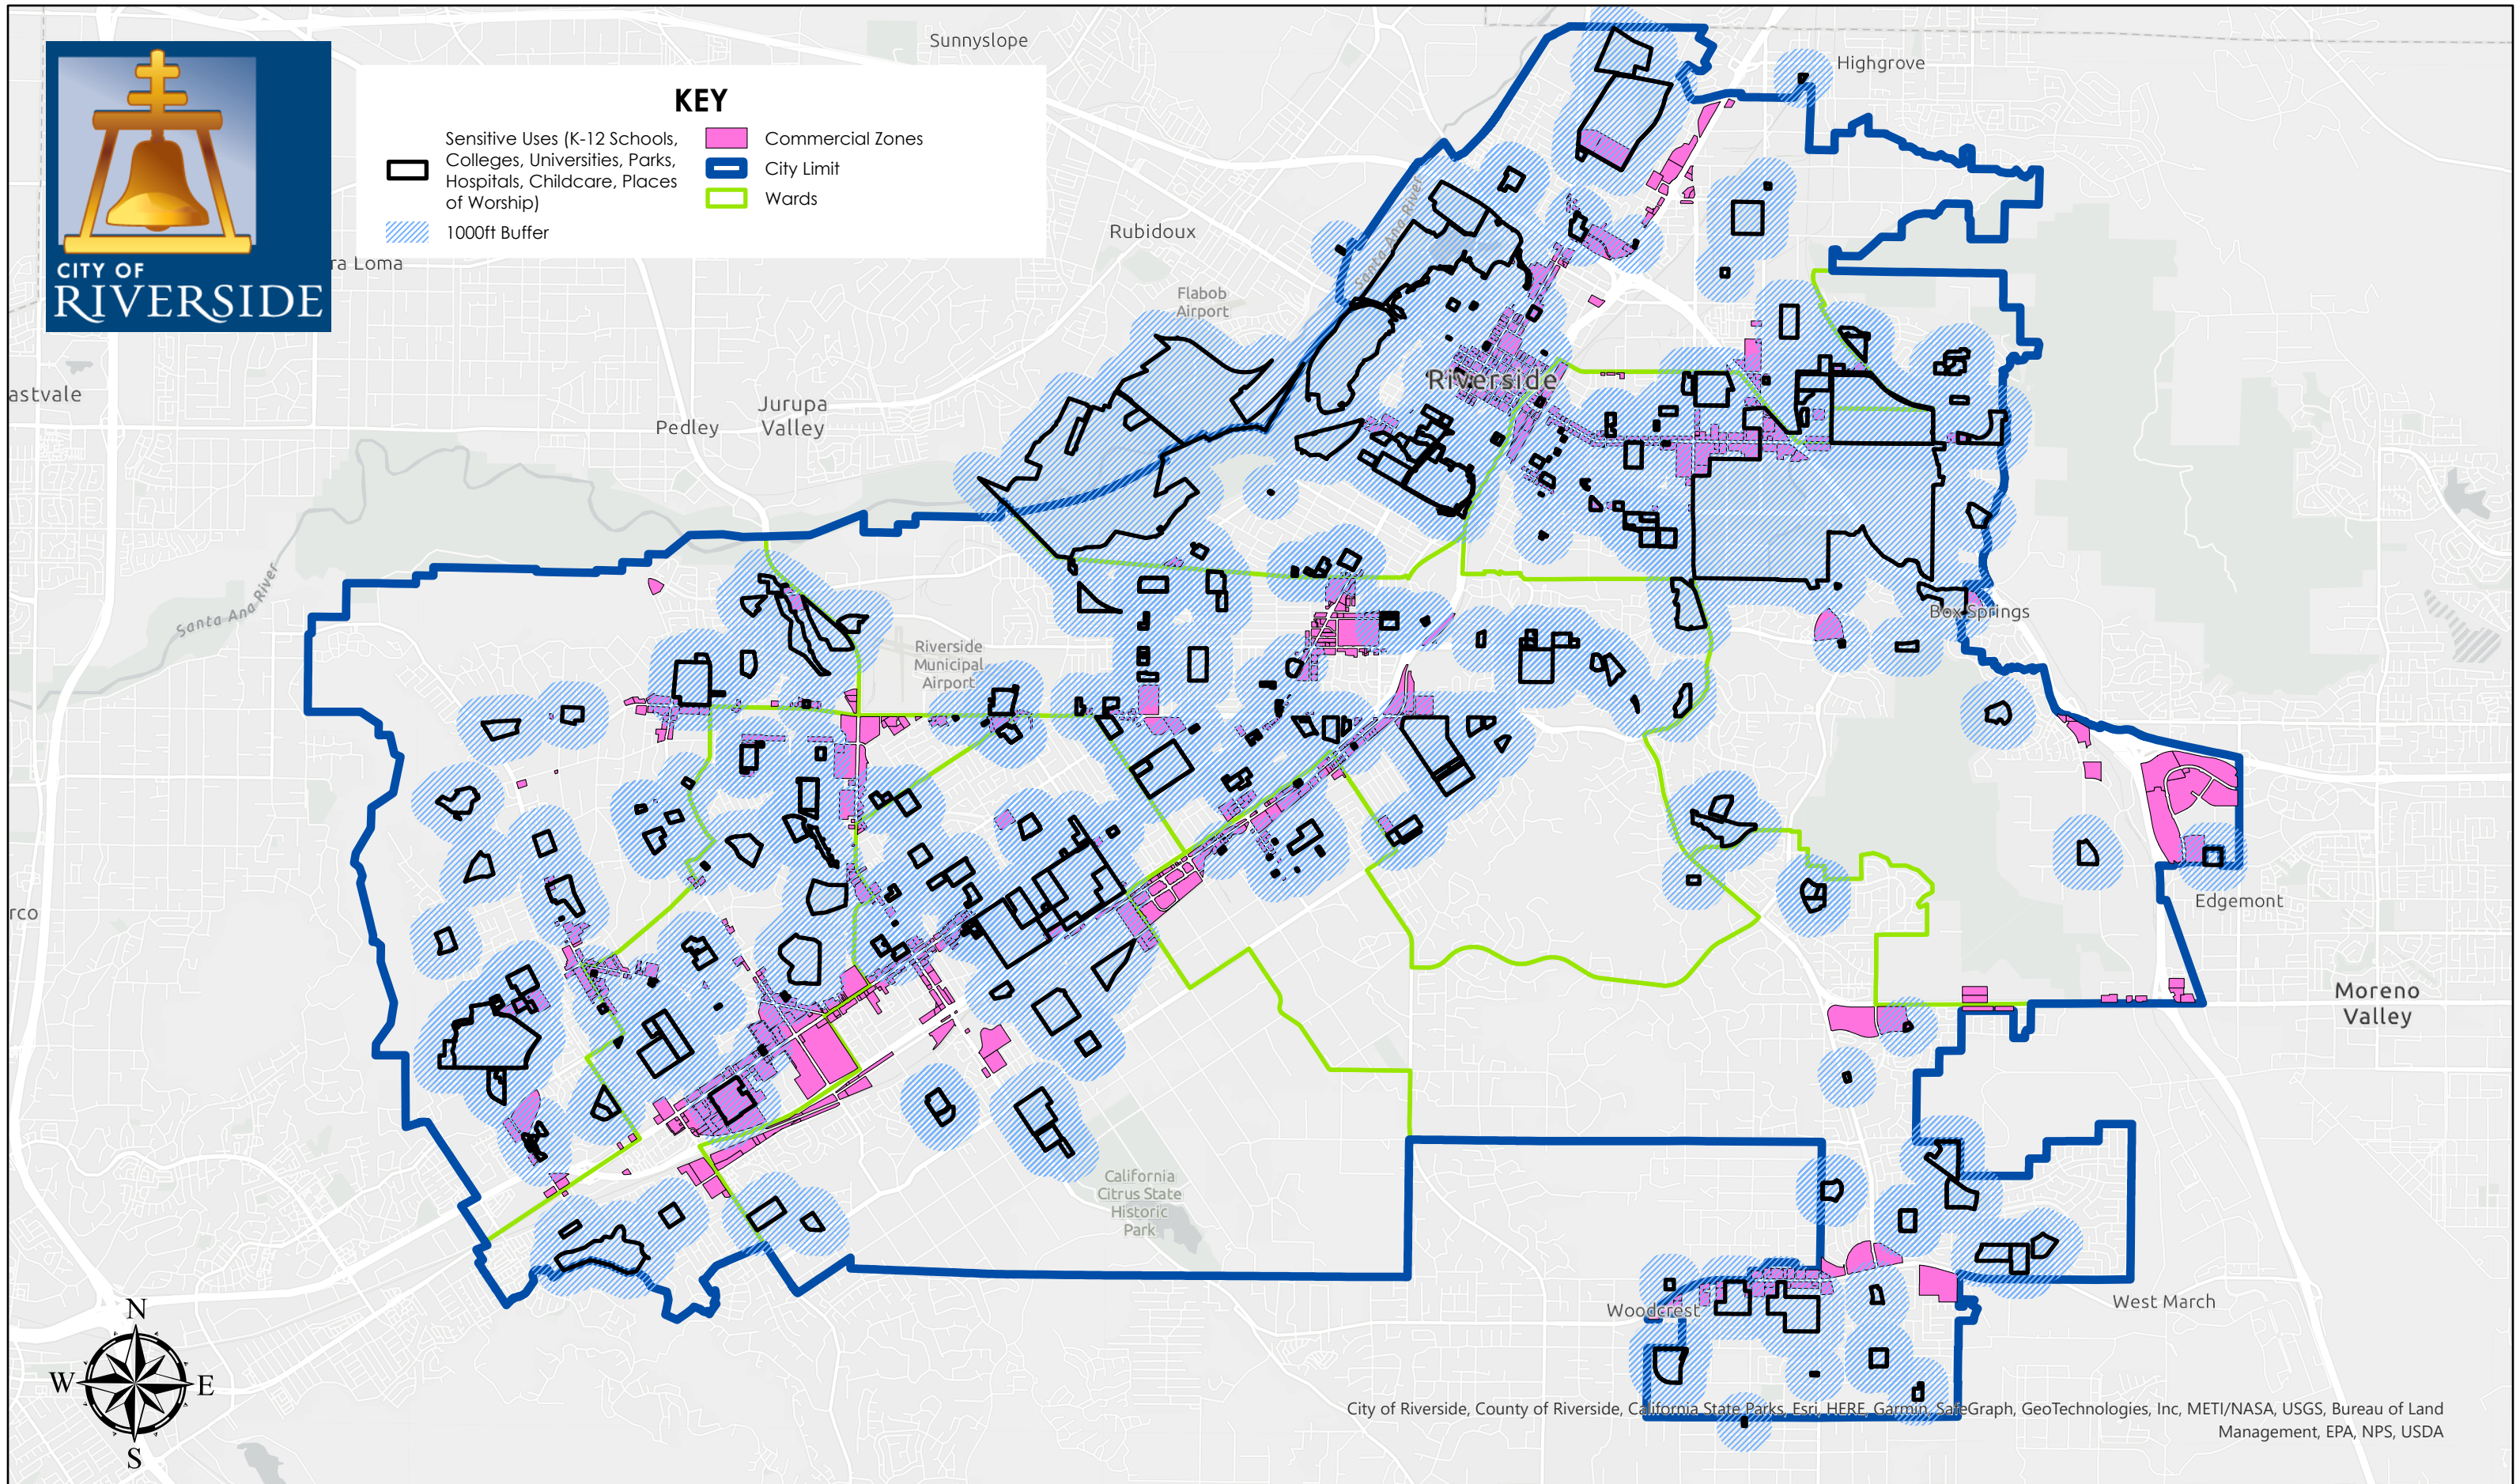 Sunnyslope
Highgrove
KEY
Sensitive Uses (K-12 Schools,
Colleges, Universities, Parks,
Hospitals, Childcare, Places
of Worship)
1000ft Buffer
Commercial Zones
City Limit
Wards
CITY OF
RIVERSIDE
ra Loma
Rubidoux
Santa Ana River
Flabob
Airport
astvale
Pedley
Jurupa
Valley
Riverside
Santa Ana River
Riverside
Municipal
Airport
Box Springs
rco
Edgemont
Moreno
Valley
California
Citrus State
Historic
Park
Woodcrest
West March
N
W
E
S
City of Riverside, County of Riverside, California State Parks, Esri, HERE, Garmin, SafeGraph, GeoTechnologies, Inc, METI/NASA, USGS, Bureau of Land
Management, EPA, NPS, USDA